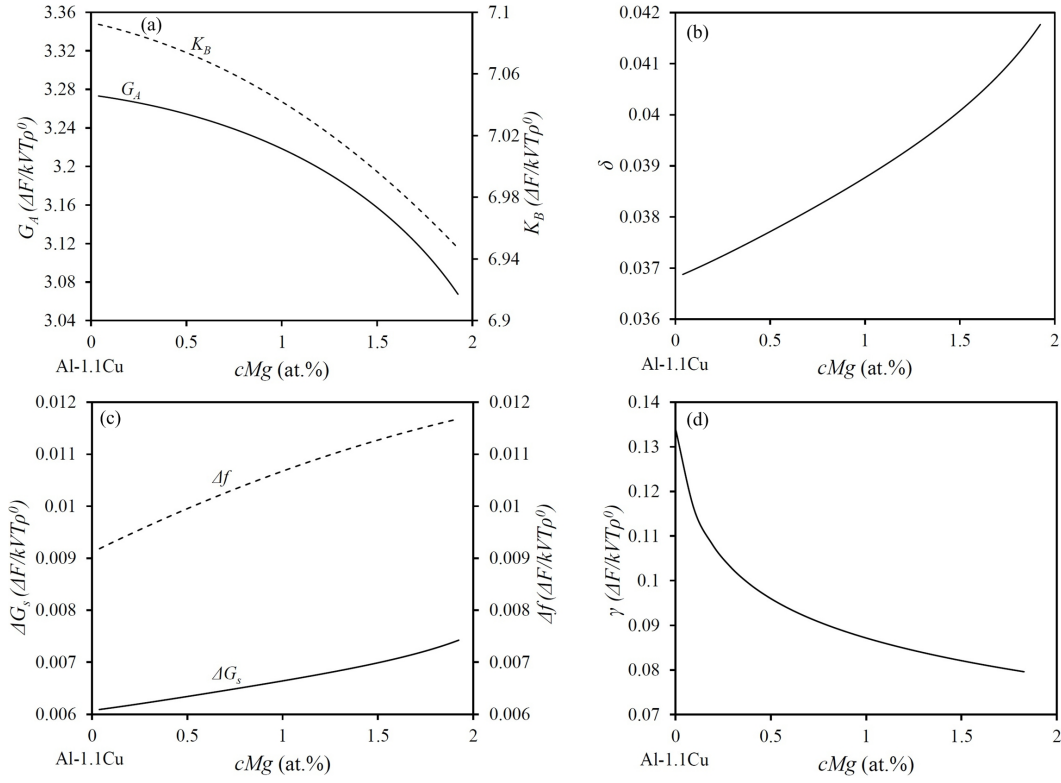 (a)
3.36
3.32
3.28
3.24
3.2
3.16
3.12
3.08
3.04
G_A (ΔF/kVTρ⁰)
K_B
G_A
7.1
7.06
7.02
6.98
6.94
6.9
K_B (ΔF/kVTρ⁰)
0 0.5 1 1.5 2
Al-1.1Cu
cMg (at.%)
(b)
0.042
0.041
0.04
0.039
0.038
0.037
0.036
δ
0 0.5 1 1.5 2
Al-1.1Cu
cMg (at.%)
(c)
0.012
0.011
0.01
0.009
0.008
0.007
0.006
ΔG_s (ΔF/kVTρ⁰)
Δf
ΔG_s
0.012
0.011
0.01
0.009
0.008
0.007
0.006
Δf (ΔF/kVTρ⁰)
0 0.5 1 1.5 2
Al-1.1Cu
cMg (at.%)
(d)
0.14
0.13
0.12
0.11
0.1
0.09
0.08
0.07
γ (ΔF/kVTρ⁰)
0 0.5 1 1.5 2
Al-1.1Cu
cMg (at.%)